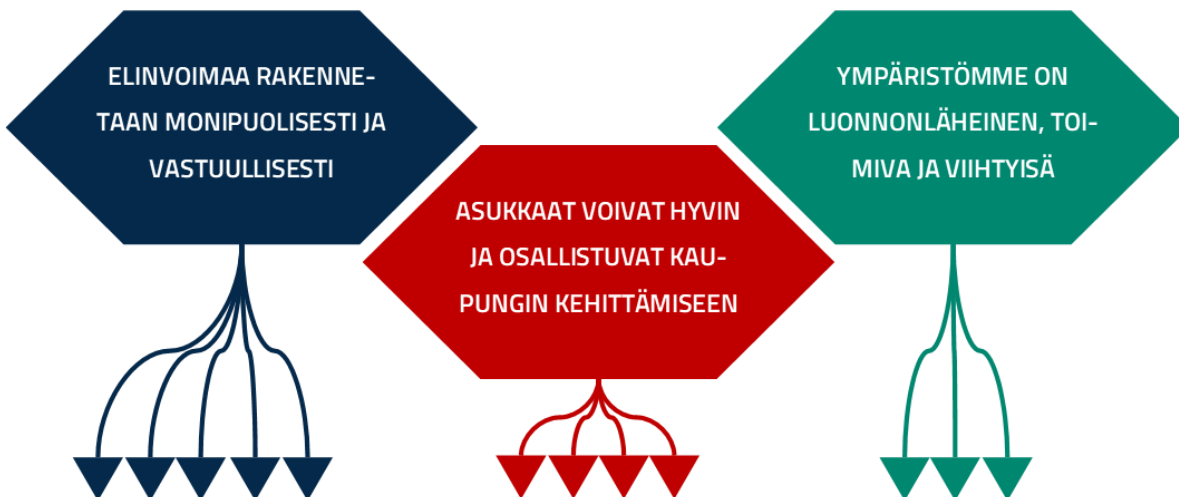 ELINVOIMAA RAKENNE-
TAAN MONIPUOLISESTI JA
VASTUULLISESTI
ASUKKAAT VOIVAT HYVIN
JA OSALLISTUVAT KAU-
PUNGIN KEHITTÄMISEEN
YMPÄRISTÖMME ON
LUONNONLÄHEINEN, TOI-
MIVA JA VIIHTYISÄ